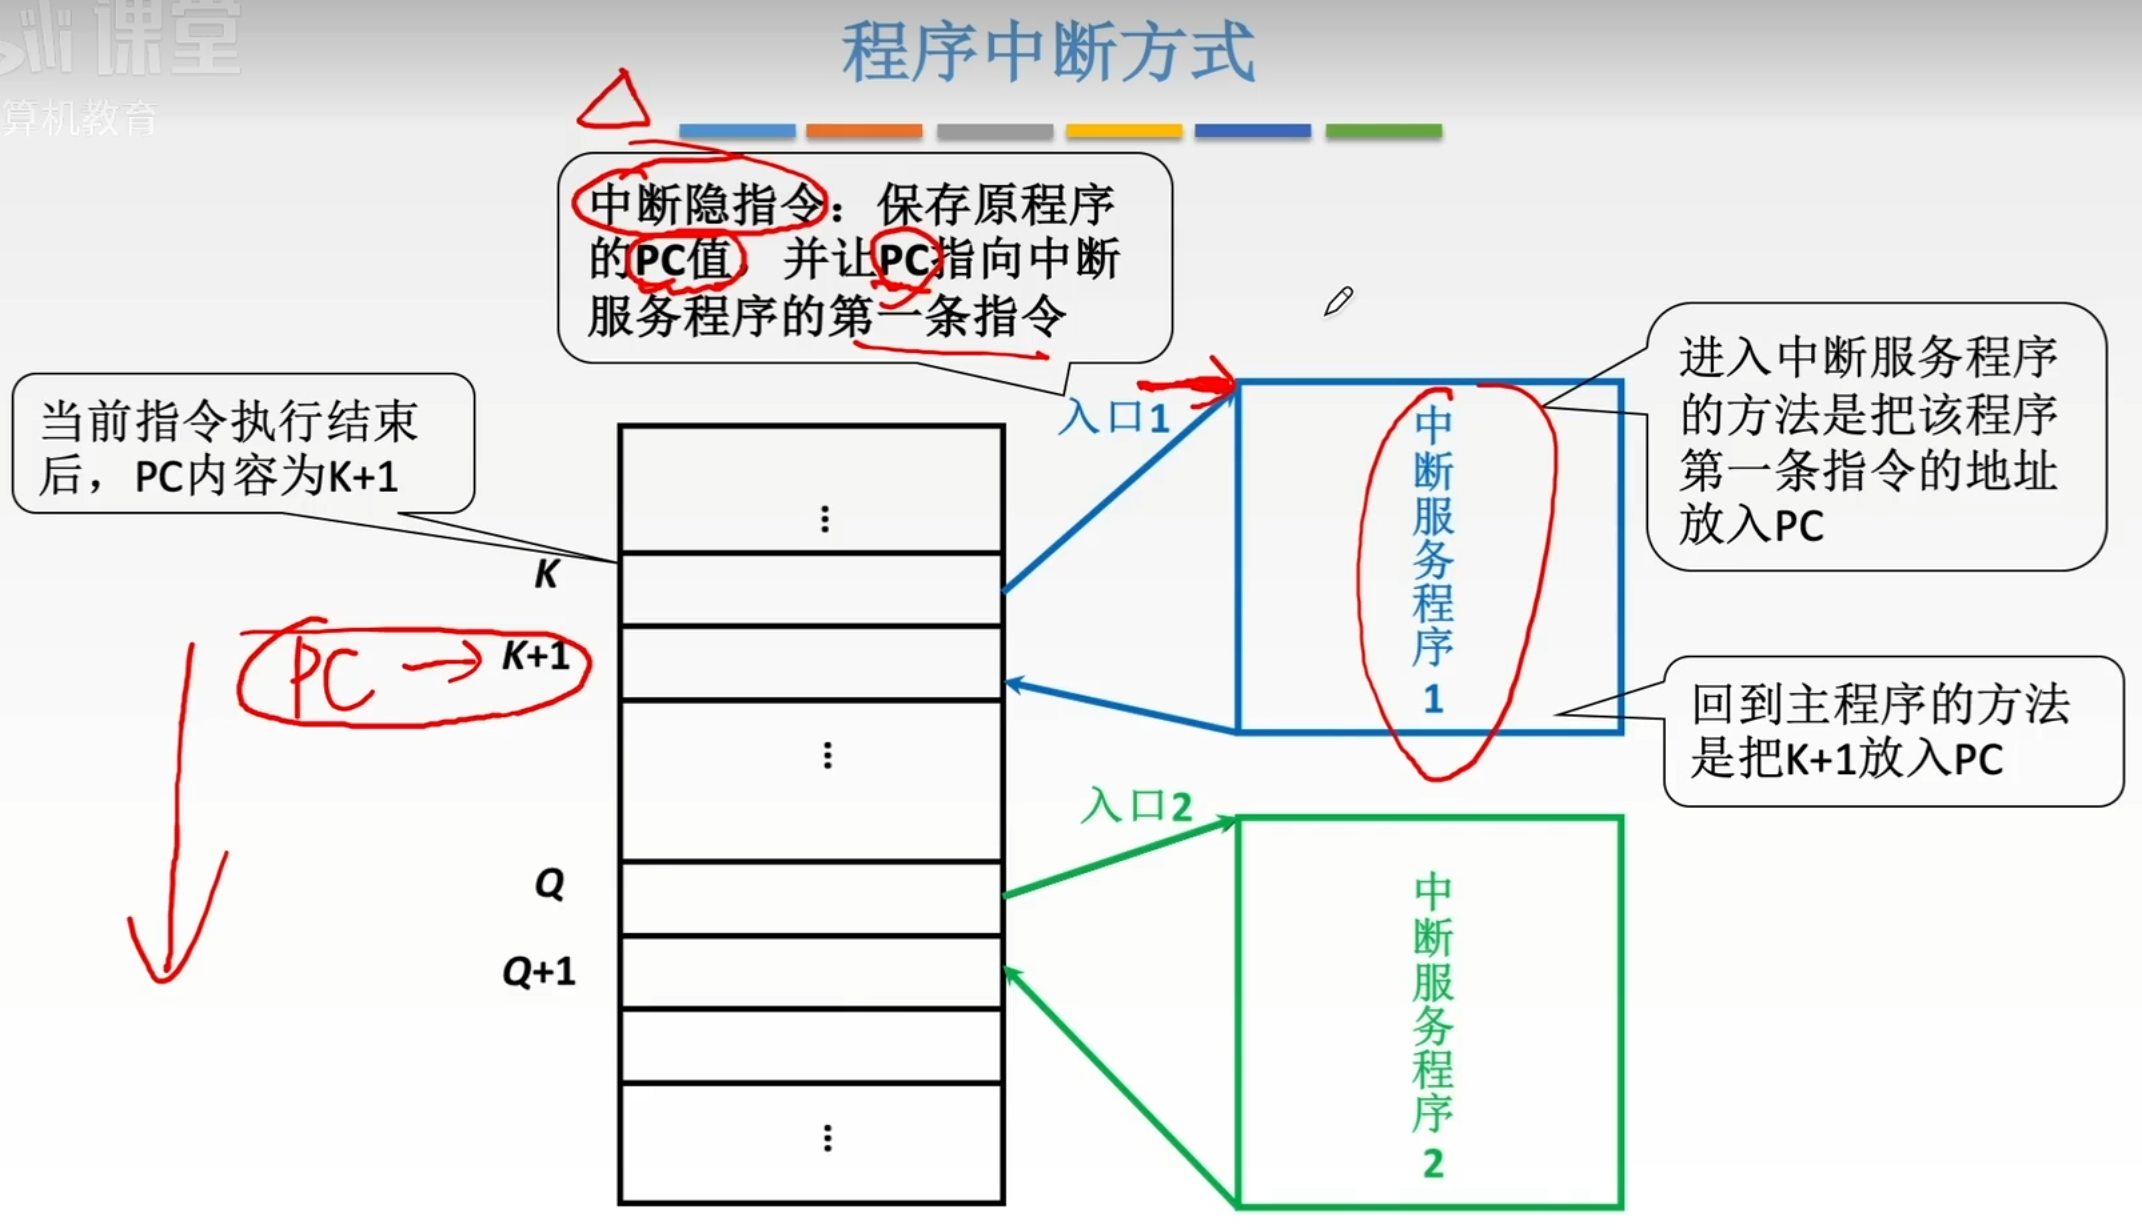 课堂
算机教育
程序中断方式
中断隐指令：保存原程序
的PC值，并让PC指向中断
服务程序的第一条指令
当前指令执行结束
后，PC内容为K+1
进入中断服务程序
的方法是把该程序
第一条指令的地址
放入PC
入口1
中断服务程序1
K
PC → K+1
回到主程序的方法
是把K+1放入PC
入口2
Q
Q+1
中断服务程序2